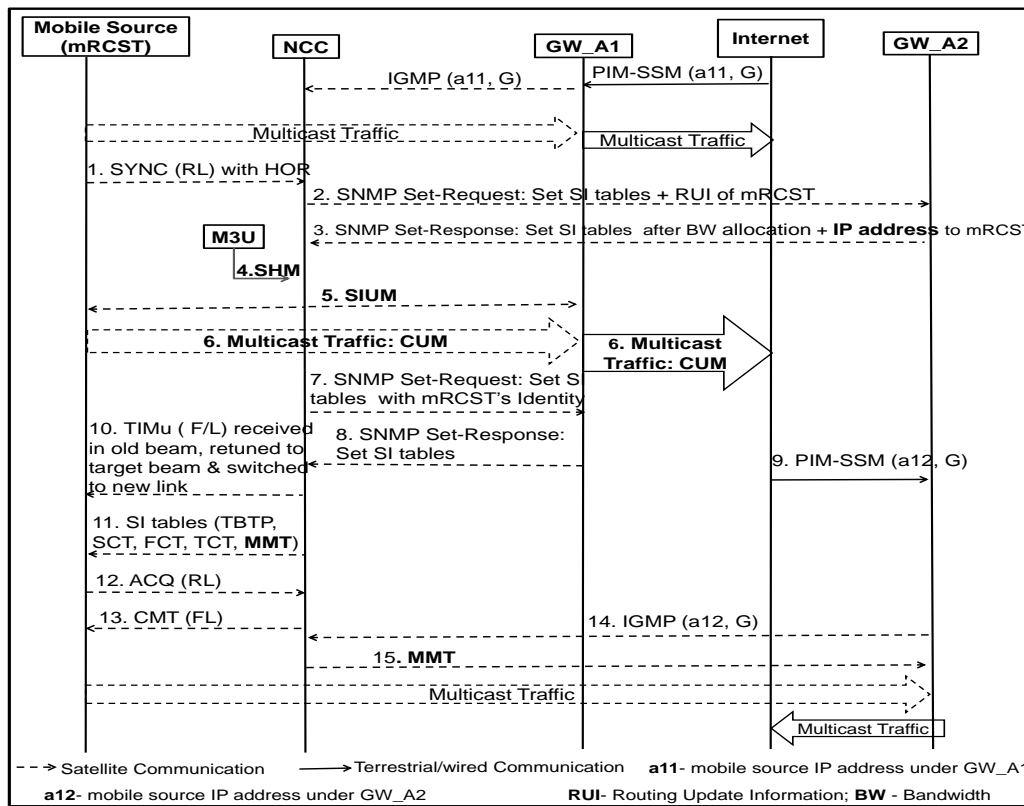 Mobile Source
(mRCST)
NCC
GW_A1
Internet
GW_A2
IGMP (a11, G)
PIM-SSM (a11, G)
Multicast Traffic
Multicast Traffic
1. SYNC (RL) with HOR
2. SNMP Set-Request: Set SI tables + RUI of mRCST
M3U
3. SNMP Set-Response: Set SI tables after BW allocation + IP address to mRCST
4.SHM
5. SIUM
6. Multicast Traffic: CUM
6. Multicast
Traffic: CUM
7. SNMP Set-Request: Set SI
tables with mRCST's Identity
10. TIMu ( F/L) received
in old beam, retuned to
target beam & switched
to new link
8. SNMP Set-Response:
Set SI tables
9. PIM-SSM (a12, G)
11. SI tables (TBTP,
SCT, FCT, TCT, MMT)
12. ACQ (RL)
13. CMT (FL)
14. IGMP (a12, G)
15. MMT
Multicast Traffic
Multicast Traffic
Satellite Communication
Terrestrial/wired Communication
a11- mobile source IP address under GW_A1
a12- mobile source IP address under GW_A2
RUI- Routing Update Information; BW - Bandwidth